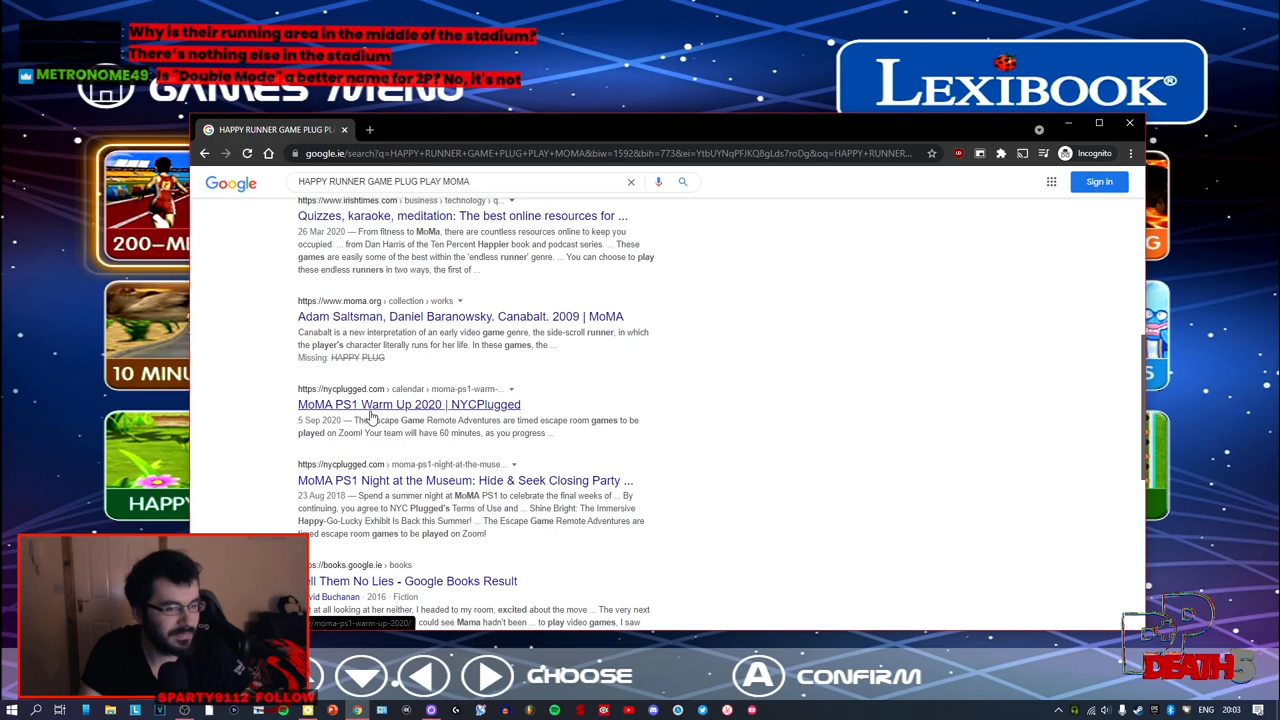 Why is their running area in the middle of the stadium?
There's nothing else in the stadium
METRONOME49 Is "Double Mode" a better name for 2P? No, it's not
GAMES MENU
LEXIBOOK®
HAPPY RUNNER GAME PLUG PL
google.ie/search?q=HAPPY+RUNNER+GAME+PLUG+PLAY+MOMA&biw=1592&bih=773&ei=YtbUYNqPFJKQ8gLds7roDg&oq=HAPPY+RUNNER...
Incognito
Google
HAPPY RUNNER GAME PLUG PLAY MOMA
Sign in
https://www.irishtimes.com › business › technology › q...
Quizzes, karaoke, meditation: The best online resources for ...
26 Mar 2020 — From fitness to MoMa, there are countless resources online to keep you
occupied. ... from Dan Harris of the Ten Percent Happier book and podcast series. ... These
games are easily some of the best within the 'endless runner' genre. ... You can choose to play
these endless runners in two ways, the first of ...
https://www.moma.org › collection › works
Adam Saltsman, Daniel Baranowsky. Canabalt. 2009 | MoMA
Canabalt is a new interpretation of an early video game genre, the side-scroll runner, in which
the player's character literally runs for her life. In these games, the ...
Missing: HAPPY PLUG
https://nycplugged.com › calendar › moma-ps1-warm-...
MoMA PS1 Warm Up 2020 | NYCPlugged
5 Sep 2020 — The Escape Game Remote Adventures are timed escape room games to be
played on Zoom! Your team will have 60 minutes, as you progress ...
https://nycplugged.com › moma-ps1-night-at-the-muse...
MoMA PS1 Night at the Museum: Hide & Seek Closing Party ...
23 Aug 2018 — Spend a summer night at MoMA PS1 to celebrate the final weeks of ... By
continuing, you agree to NYC Plugged's Terms of Use and ... Shine Bright: The Immersive
Happy-Go-Lucky Exhibit Is Back this Summer! ... The Escape Game Remote Adventures are
timed escape room games to be played on Zoom!
https://books.google.ie › books
ell Them No Lies - Google Books Result
vid Buchanan · 2016 · Fiction
t at all looking at her neither, I headed to my room, excited about the move ... The very next
could see Mama hadn't been ... to play video games, I saw
/moma-ps1-warm-up-2020/
200-ME
10 MINU
HAPPY
G
S
CHOOSE
A CONFIRM
SPARTY9112 FOLLOW
DEATH
20:03